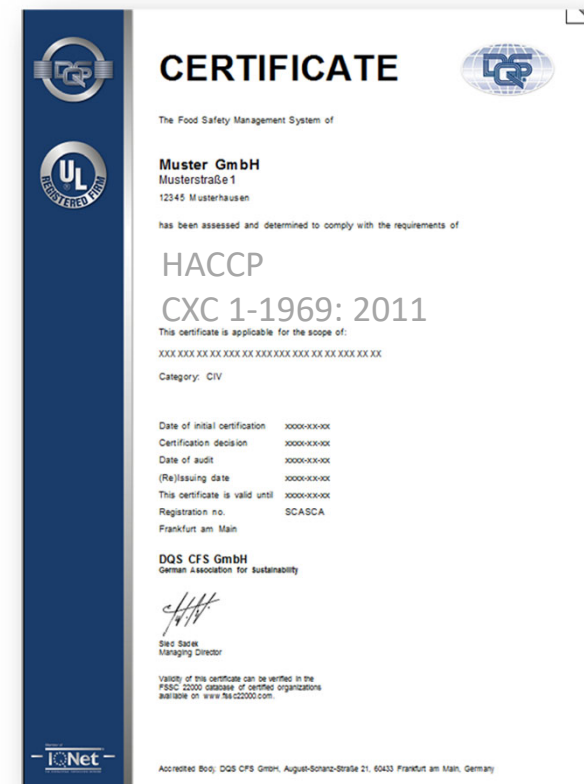 DQS
CERTIFICATE
DQS
The Food Safety Management System of
UL
REGISTERED FIRM
Muster GmbH
Musterstraße 1
12345 Musterhausen
has been assessed and determined to comply with the requirements of
HACCP
CXC 1-1969: 2011
This certificate is applicable for the scope of:
XXX XXX XX XX XXX XX XXX XXX XXX XX XX XXX XX XX
Category: CIV
Date of initial certification xxxx-xx-xx
Certification decision xxxx-xx-xx
Date of audit xxxx-xx-xx
(Re)Issuing date xxxx-xx-xx
This certificate is valid until xxxx-xx-xx
Registration no. SCASCA
Frankfurt am Main
DQS CFS GmbH
German Association for Sustainability
Sied Sadek
Managing Director
Validity of this certificate can be verified in the
FSSC 22000 database of certified organizations
available on www.fssc22000.com.
IQNet
Accredited Body: DQS CFS GmbH, August-Schanz-Straße 21, 60433 Frankfurt am Main, Germany